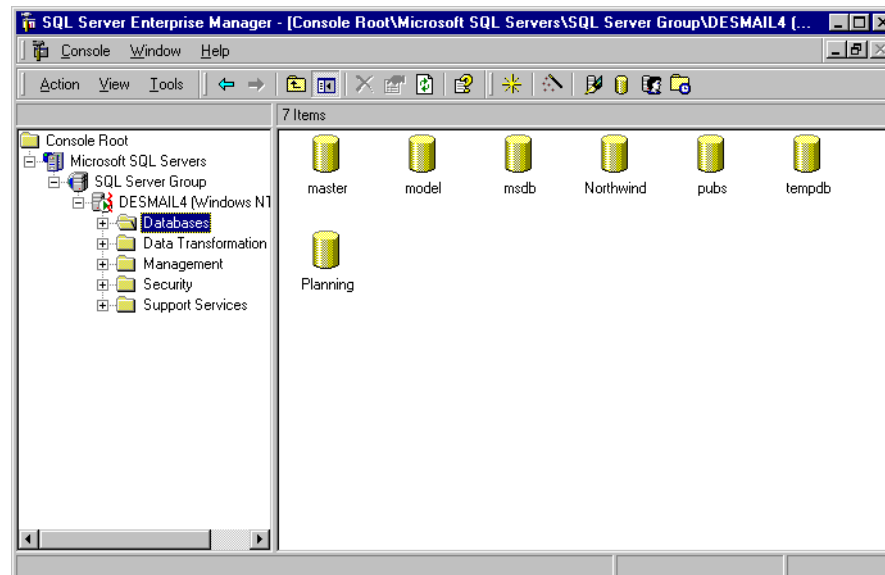 SQL Server Enterprise Manager - [Console Root\Microsoft SQL Servers\SQL Server Group\DESMAIL4 (...
Console Window Help
Action View Tools
7 Items
Console Root
Microsoft SQL Servers
SQL Server Group
DESMAIL4 (Windows NT
Databases
Data Transformation
Management
Security
Support Services
master model msdb Northwind pubs tempdb
Planning